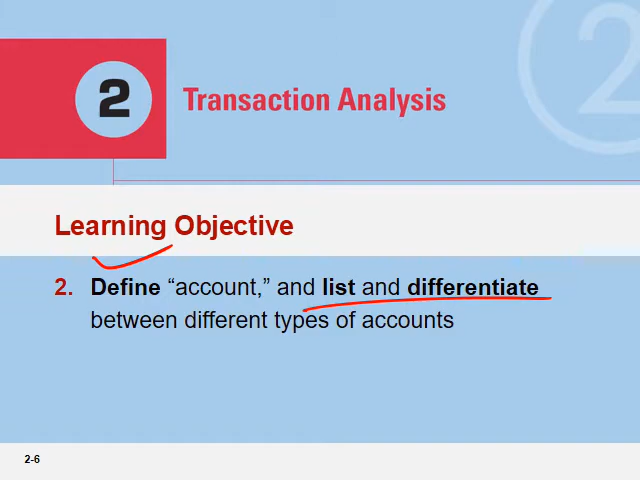 2
2
Transaction Analysis
Learning Objective
2. Define “account,” and list and differentiate
between different types of accounts
2-6